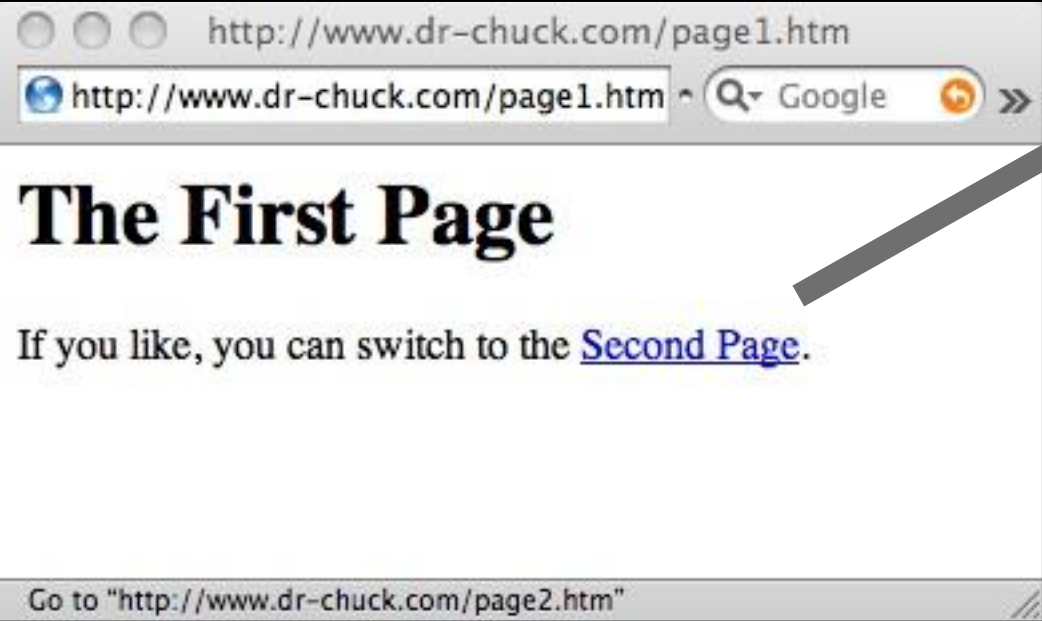 http://www.dr-chuck.com/page1.htm
http://www.dr-chuck.com/page1.htm Google
The First Page
If you like, you can switch to the Second Page.
Go to "http://www.dr-chuck.com/page2.htm"